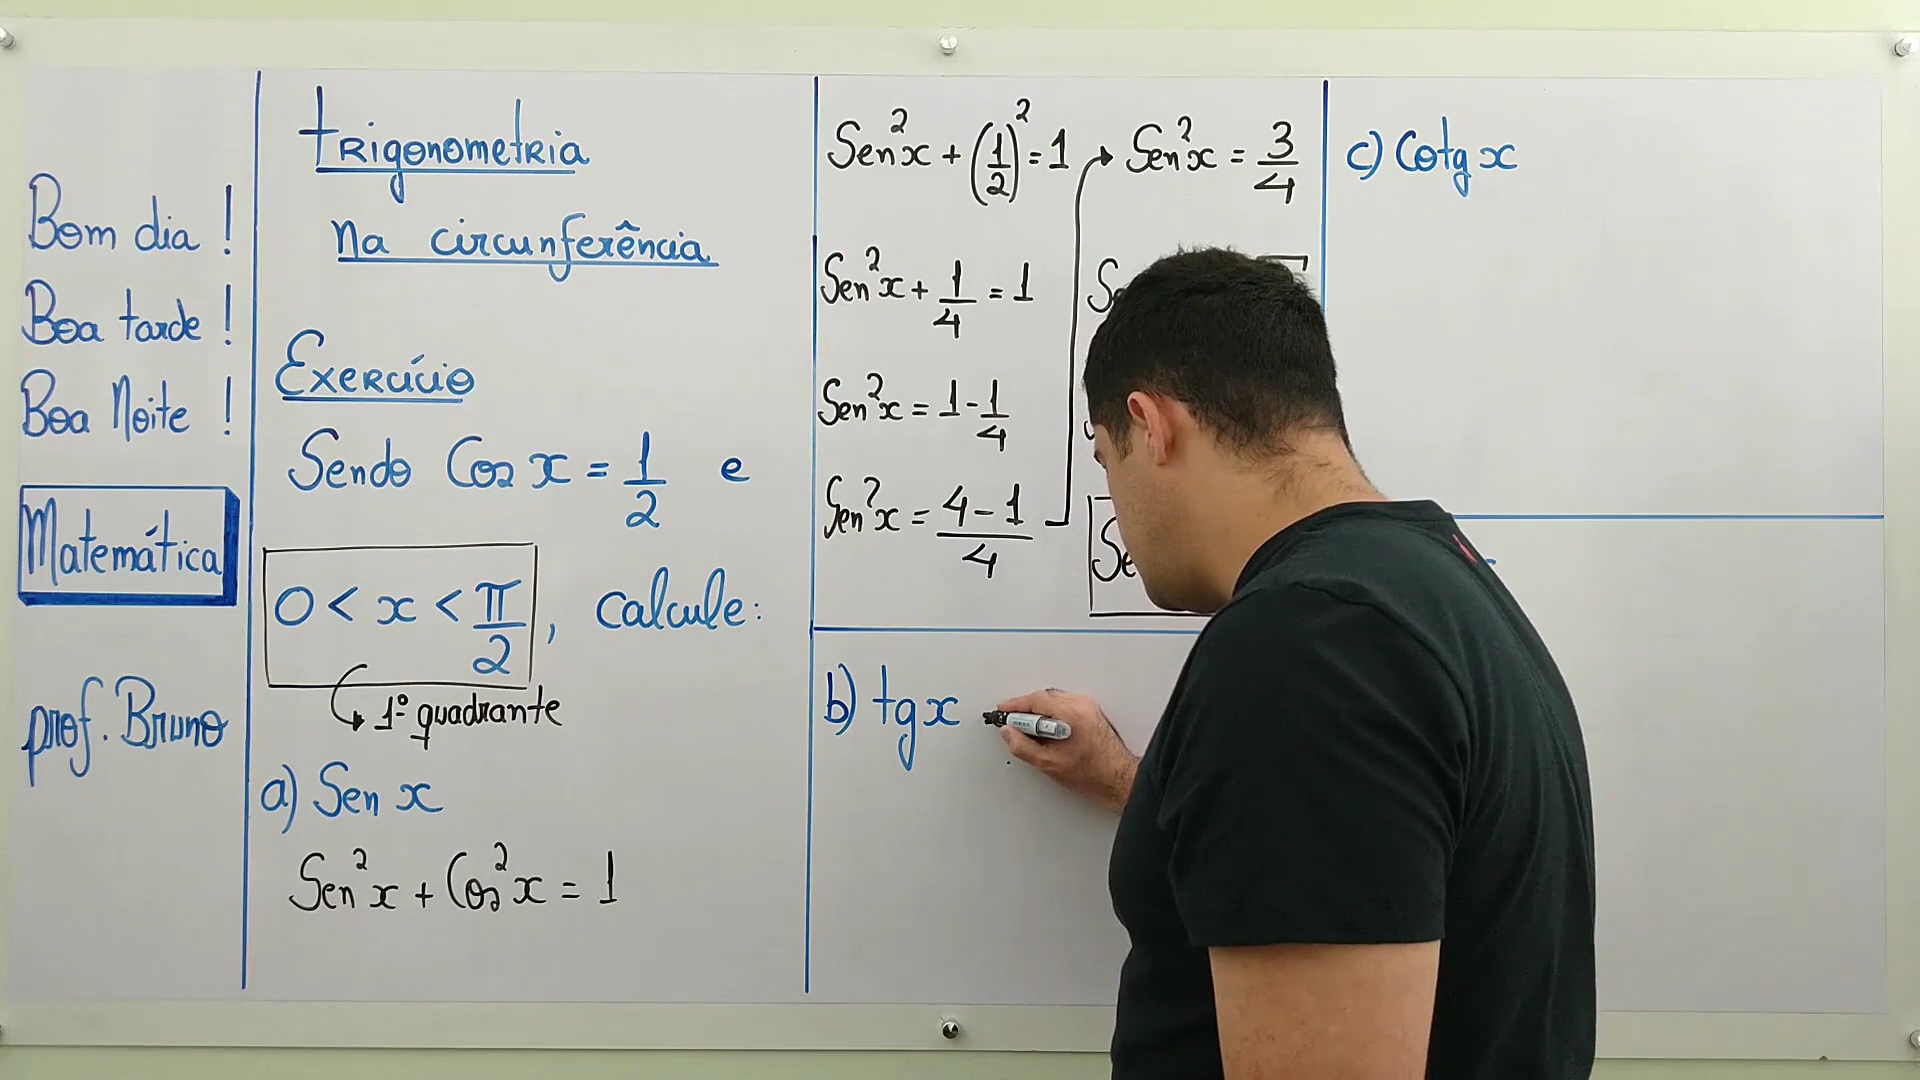 Bom dia !
Boa tarde !
Boa Noite !
Matemática
prof. Bruno
Trigonometria
na circunferência
Exercício
Sendo Cos x = 1/2 e
0 < x < π/2 , calcule:
1º quadrante
a) Sen x
Sen²x + Cos²x = 1
Sen²x + (1/2)² = 1
Sen²x + 1/4 = 1
Sen²x = 1 - 1/4
Sen²x = 4 - 1/4
Sen²x = 3/4
b) tg x
c) Cotg x